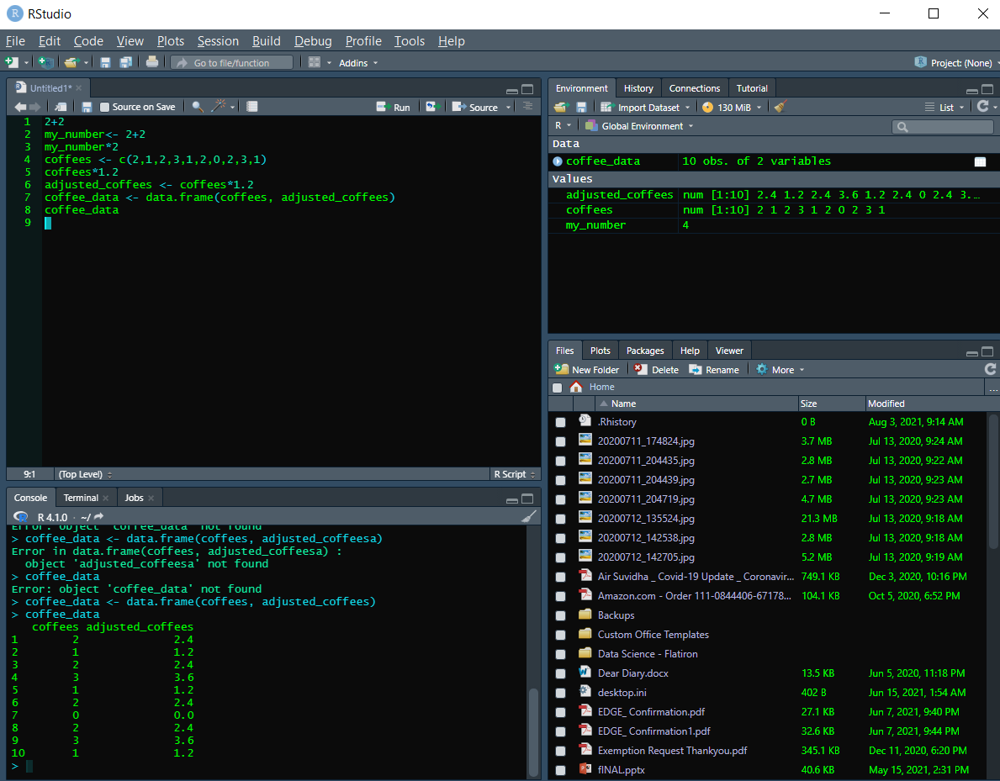 RStudio
File Edit Code View Plots Session Build Debug Profile Tools Help
Go to file/function Addins Project: (None)
Untitled1*
Source on Save Run Source
1 2+2
2 my_number<- 2+2
3 my_number*2
4 coffees <- c(2,1,2,3,1,2,0,2,3,1)
5 coffees*1.2
6 adjusted_coffees <- coffees*1.2
7 coffee_data <- data.frame(coffees, adjusted_coffees)
8 coffee_data
9
9:1 (Top Level) R Script
Console Terminal Jobs
R 4.1.0 · ~/
Error: object 'coffee_data' not found
> coffee_data <- data.frame(coffees, adjusted_coffeesa)
Error in data.frame(coffees, adjusted_coffeesa) :
object 'adjusted_coffeesa' not found
> coffee_data
Error: object 'coffee_data' not found
> coffee_data <- data.frame(coffees, adjusted_coffees)
> coffee_data
coffees adjusted_coffees
1 2 2.4
2 1 1.2
3 2 2.4
4 3 3.6
5 1 1.2
6 2 2.4
7 0 0.0
8 2 2.4
9 3 3.6
10 1 1.2
>
Environment History Connections Tutorial
Import Dataset 130 MiB List
R Global Environment
Data
coffee_data 10 obs. of 2 variables
Values
adjusted_coffees num [1:10] 2.4 1.2 2.4 3.6 1.2 2.4 0 2.4 3.…
coffees num [1:10] 2 1 2 3 1 2 0 2 3 1
my_number 4
Files Plots Packages Help Viewer
New Folder Delete Rename More
Home ...
Name Size Modified
.Rhistory 0 B Aug 3, 2021, 9:14 AM
20200711_174824.jpg 3.7 MB Jul 13, 2020, 9:24 AM
20200711_204435.jpg 2.8 MB Jul 13, 2020, 9:22 AM
20200711_204439.jpg 2.7 MB Jul 13, 2020, 9:23 AM
20200711_204719.jpg 4.7 MB Jul 13, 2020, 9:23 AM
20200712_135524.jpg 21.3 MB Jul 13, 2020, 9:18 AM
20200712_142538.jpg 2.8 MB Jul 13, 2020, 9:18 AM
20200712_142705.jpg 5.2 MB Jul 13, 2020, 9:19 AM
Air Suvidha _ Covid-19 Update _ Coronavir... 749.1 KB Dec 3, 2020, 10:16 PM
Amazon.com - Order 111-0844406-67178... 104.1 KB Oct 5, 2020, 6:52 PM
Backups
Custom Office Templates
Data Science - Flatiron
Dear Diary.docx 13.5 KB Jun 5, 2020, 11:18 PM
desktop.ini 402 B Jun 15, 2021, 1:54 AM
EDGE_ Confirmation.pdf 27.1 KB Jun 7, 2021, 9:40 PM
EDGE_ Confirmation1.pdf 32.6 KB Jun 7, 2021, 9:44 PM
Exemption Request Thankyou.pdf 345.1 KB Dec 11, 2020, 6:20 PM
fINAL.pptx 40.6 KB May 15, 2021, 2:31 PM